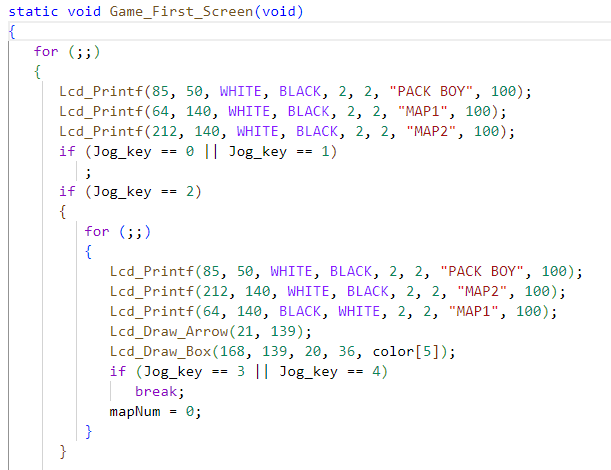 static void Game_First_Screen(void)
{
for (;;)
{
Lcd_Printf(85, 50, WHITE, BLACK, 2, 2, "PACK BOY", 100);
Lcd_Printf(64, 140, WHITE, BLACK, 2, 2, "MAP1", 100);
Lcd_Printf(212, 140, WHITE, BLACK, 2, 2, "MAP2", 100);
if (Jog_key == 0 || Jog_key == 1)
;
if (Jog_key == 2)
{
for (;;)
{
Lcd_Printf(85, 50, WHITE, BLACK, 2, 2, "PACK BOY", 100);
Lcd_Printf(212, 140, WHITE, BLACK, 2, 2, "MAP2", 100);
Lcd_Printf(64, 140, BLACK, WHITE, 2, 2, "MAP1", 100);
Lcd_Draw_Arrow(21, 139);
Lcd_Draw_Box(168, 139, 20, 36, color[5]);
if (Jog_key == 3 || Jog_key == 4)
break;
mapNum = 0;
}
}